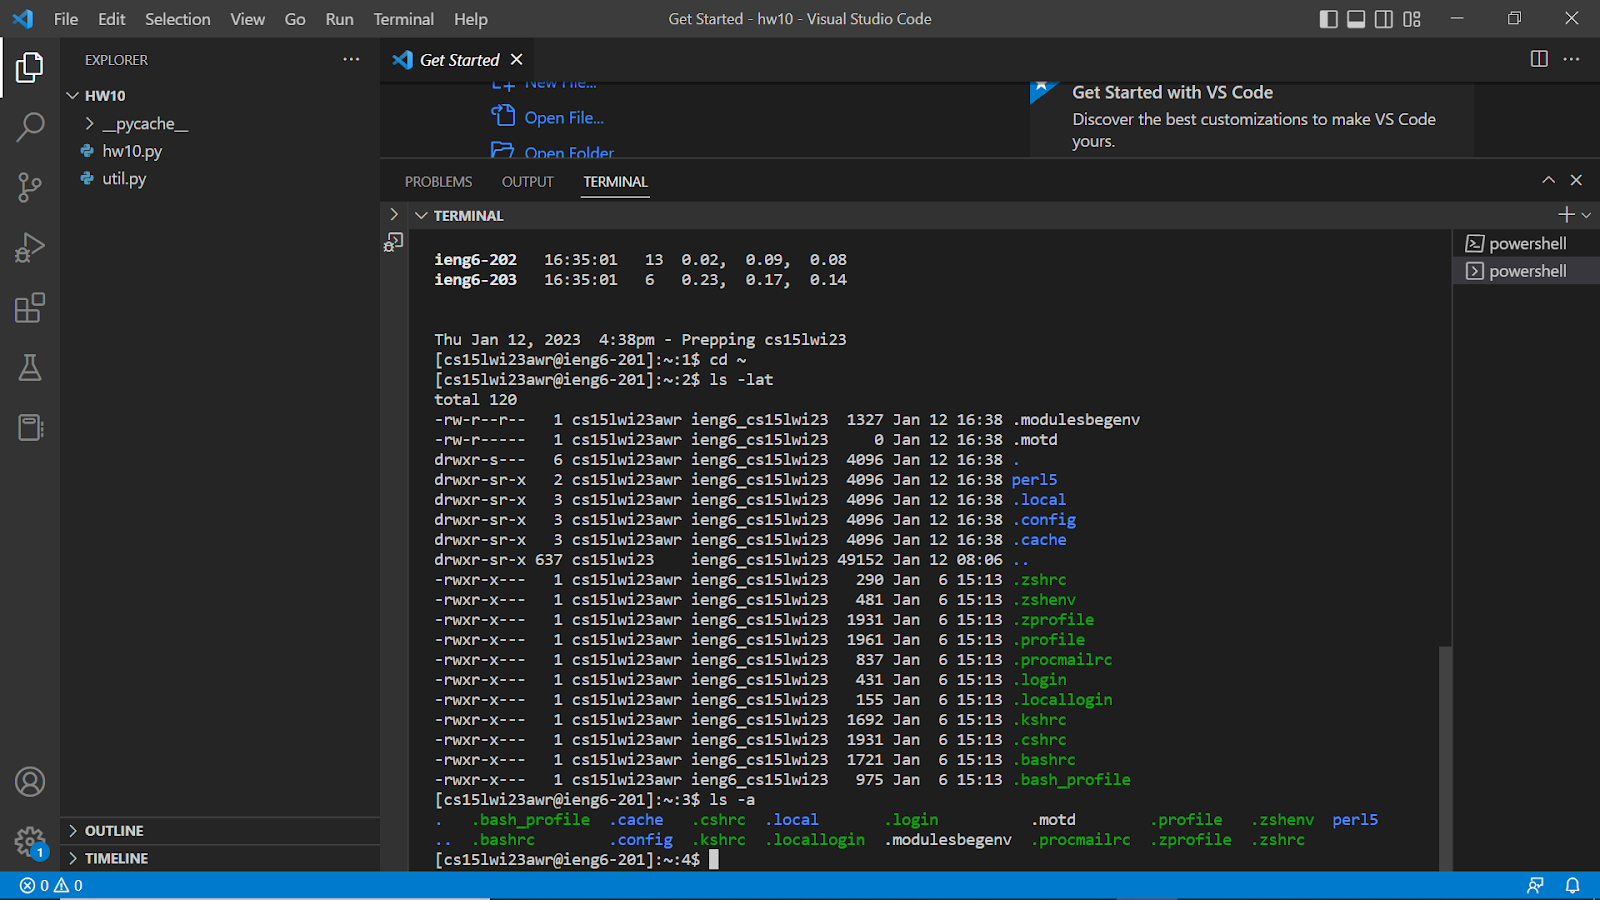 File Edit Selection View Go Run Terminal Help Get Started - hw10 - Visual Studio Code
EXPLORER
HW10
__pycache__
hw10.py
util.py
OUTLINE
TIMELINE
Get Started
New File...
Open File...
Open Folder
Get Started with VS Code
Discover the best customizations to make VS Code
yours.
PROBLEMS OUTPUT TERMINAL
TERMINAL
powershell
powershell
ieng6-202   16:35:01   13  0.02,  0.09,  0.08
ieng6-203   16:35:01   6   0.23,  0.17,  0.14
Thu Jan 12, 2023  4:38pm - Prepping cs15lwi23
[cs15lwi23awr@ieng6-201]:~:1$ cd ~
[cs15lwi23awr@ieng6-201]:~:2$ ls -lat
total 120
-rw-r--r--   1 cs15lwi23awr ieng6_cs15lwi23  1327 Jan 12 16:38 .modulesbegenv
-rw-r-----   1 cs15lwi23awr ieng6_cs15lwi23     0 Jan 12 16:38 .motd
drwxr-s---   6 cs15lwi23awr ieng6_cs15lwi23  4096 Jan 12 16:38 .
drwxr-sr-x   2 cs15lwi23awr ieng6_cs15lwi23  4096 Jan 12 16:38 perl5
drwxr-sr-x   3 cs15lwi23awr ieng6_cs15lwi23  4096 Jan 12 16:38 .local
drwxr-sr-x   3 cs15lwi23awr ieng6_cs15lwi23  4096 Jan 12 16:38 .config
drwxr-sr-x   3 cs15lwi23awr ieng6_cs15lwi23  4096 Jan 12 16:38 .cache
drwxr-sr-x 637 cs15lwi23    ieng6_cs15lwi23 49152 Jan 12 08:06 ..
-rwxr-x---   1 cs15lwi23awr ieng6_cs15lwi23   290 Jan  6 15:13 .zshrc
-rwxr-x---   1 cs15lwi23awr ieng6_cs15lwi23   481 Jan  6 15:13 .zshenv
-rwxr-x---   1 cs15lwi23awr ieng6_cs15lwi23  1931 Jan  6 15:13 .zprofile
-rwxr-x---   1 cs15lwi23awr ieng6_cs15lwi23  1961 Jan  6 15:13 .profile
-rwxr-x---   1 cs15lwi23awr ieng6_cs15lwi23   837 Jan  6 15:13 .procmailrc
-rwxr-x---   1 cs15lwi23awr ieng6_cs15lwi23   431 Jan  6 15:13 .login
-rwxr-x---   1 cs15lwi23awr ieng6_cs15lwi23   155 Jan  6 15:13 .locallogin
-rwxr-x---   1 cs15lwi23awr ieng6_cs15lwi23  1692 Jan  6 15:13 .kshrc
-rwxr-x---   1 cs15lwi23awr ieng6_cs15lwi23  1931 Jan  6 15:13 .cshrc
-rwxr-x---   1 cs15lwi23awr ieng6_cs15lwi23  1721 Jan  6 15:13 .bashrc
-rwxr-x---   1 cs15lwi23awr ieng6_cs15lwi23   975 Jan  6 15:13 .bash_profile
[cs15lwi23awr@ieng6-201]:~:3$ ls -a
.   .bash_profile  .cache   .cshrc  .local       .login          .motd        .profile   .zshenv  perl5
..  .bashrc        .config  .kshrc  .locallogin  .modulesbegenv  .procmailrc  .zprofile  .zshrc
[cs15lwi23awr@ieng6-201]:~:4$
1
0 0